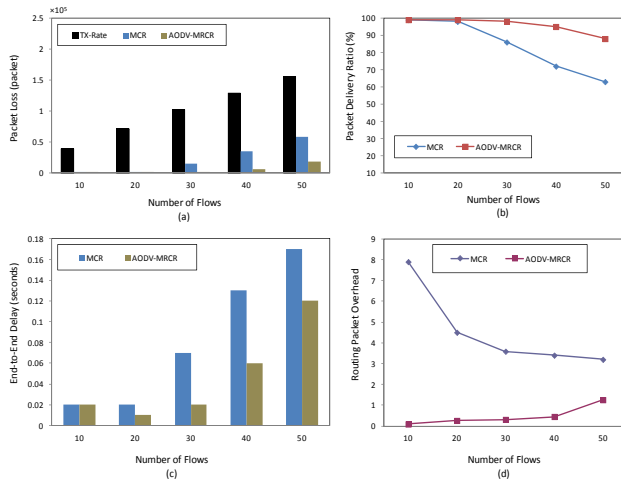 ×10⁵
2.5
2
1.5
1
0.5
0
Packet Loss (packet)
TX-Rate MCR AODV-MRCR
10 20 30 40 50
Number of Flows
(a)
100
90
80
70
60
50
40
30
20
10
Packet Delivery Ratio (%)
MCR AODV-MRCR
10 20 30 40 50
Number of Flows
(b)
0.18
0.16
0.14
0.12
0.1
0.08
0.06
0.04
0.02
0
End-to-End Delay (seconds)
MCR AODV-MRCR
10 20 30 40 50
Number of Flows
(c)
9
8
7
6
5
4
3
2
1
0
Routing Packet Overhead
MCR AODV-MRCR
10 20 30 40 50
Number of Flows
(d)